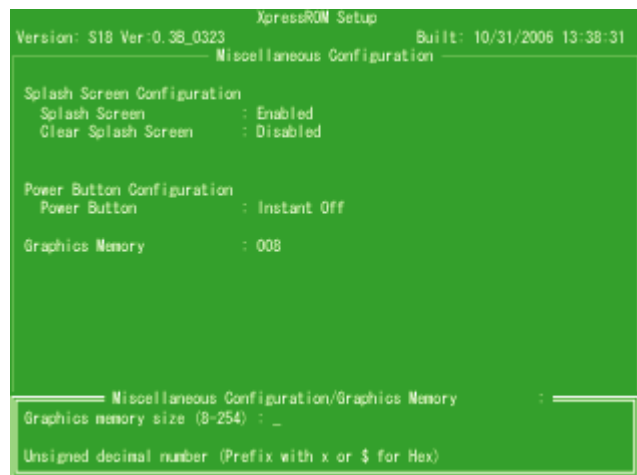 XpressROM Setup
Version: S18 Ver:0.3B_0323 Built: 10/31/2006 13:38:31
Miscellaneous Configuration
Splash Screen Configuration
Splash Screen : Enabled
Clear Splash Screen : Disabled
Power Button Configuration
Power Button : Instant Off
Graphics Memory : 008
Miscellaneous Configuration/Graphics Memory :
Graphics memory size (8-254) : _
Unsigned decimal number (Prefix with x or $ for Hex)